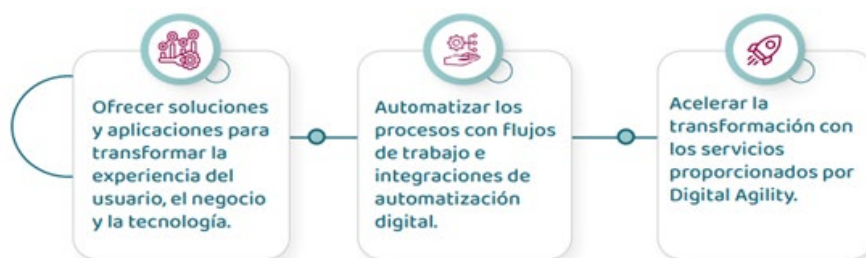 Ofrecer soluciones
y aplicaciones para
transformar la
experiencia del
usuario, el negocio
y la tecnología.
Automatizar los
procesos con flujos
de trabajo e
integraciones de
automatización
digital.
Acelerar la
transformación con
los servicios
proporcionados por
Digital Agility.